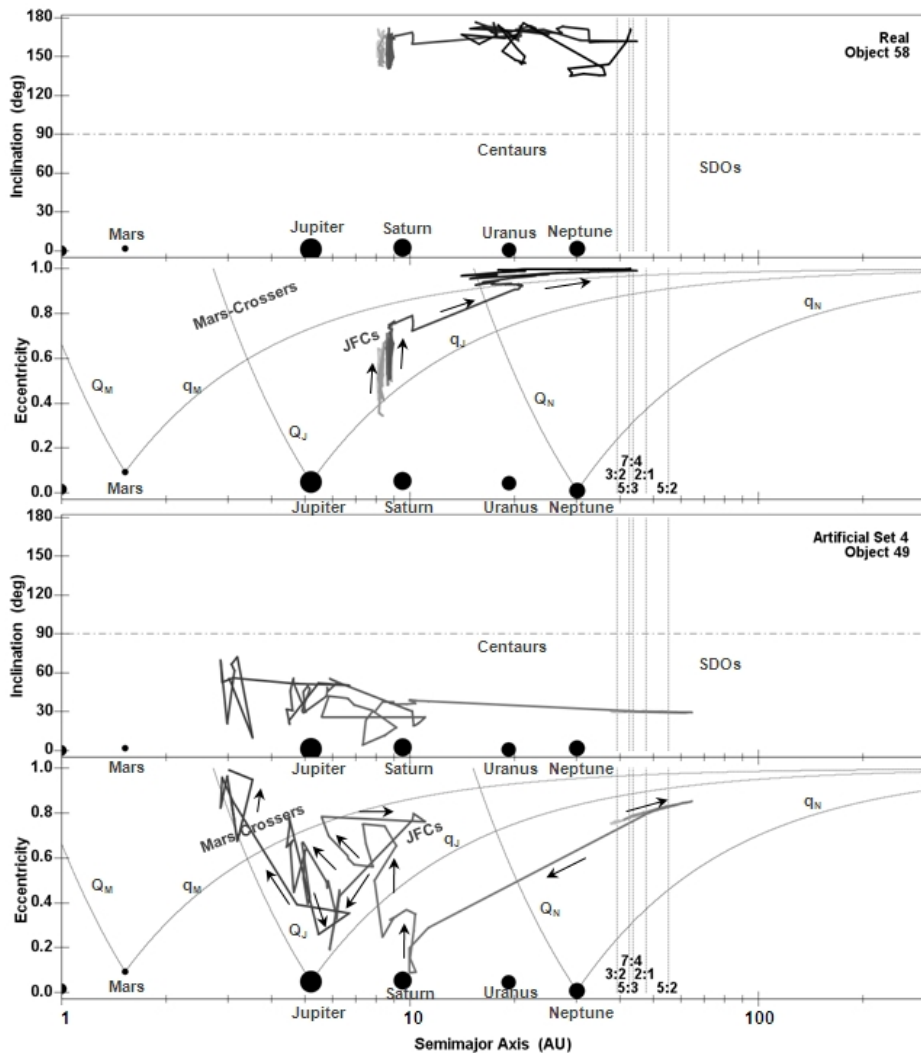 180
Real
Object 58
150
120
90
Centaurs
SDOs
60
30
Mars
Jupiter
Saturn
Uranus
Neptune
0
Inclination (deg)
1.0
Mars-Crossers
qN
0.8
JFCs
qJ
0.6
QM
qM
QN
0.4
QJ
0.2
7:4
3:2
2:1
5:3
5:2
0.0
Mars
Jupiter
Saturn
Uranus
Neptune
Eccentricity
180
Artificial Set 4
Object 49
150
120
90
Centaurs
SDOs
60
30
0
Mars
Jupiter
Saturn
Uranus
Neptune
Inclination (deg)
1.0
0.8
Mars-Crossers
JFCs
qJ
qN
0.6
QM
qM
0.4
QN
QJ
0.2
7:4
3:2
2:1
5:3
5:2
0.0
Mars
Jupiter
Saturn
Uranus
Neptune
Eccentricity
1
10
100
Semimajor Axis (AU)